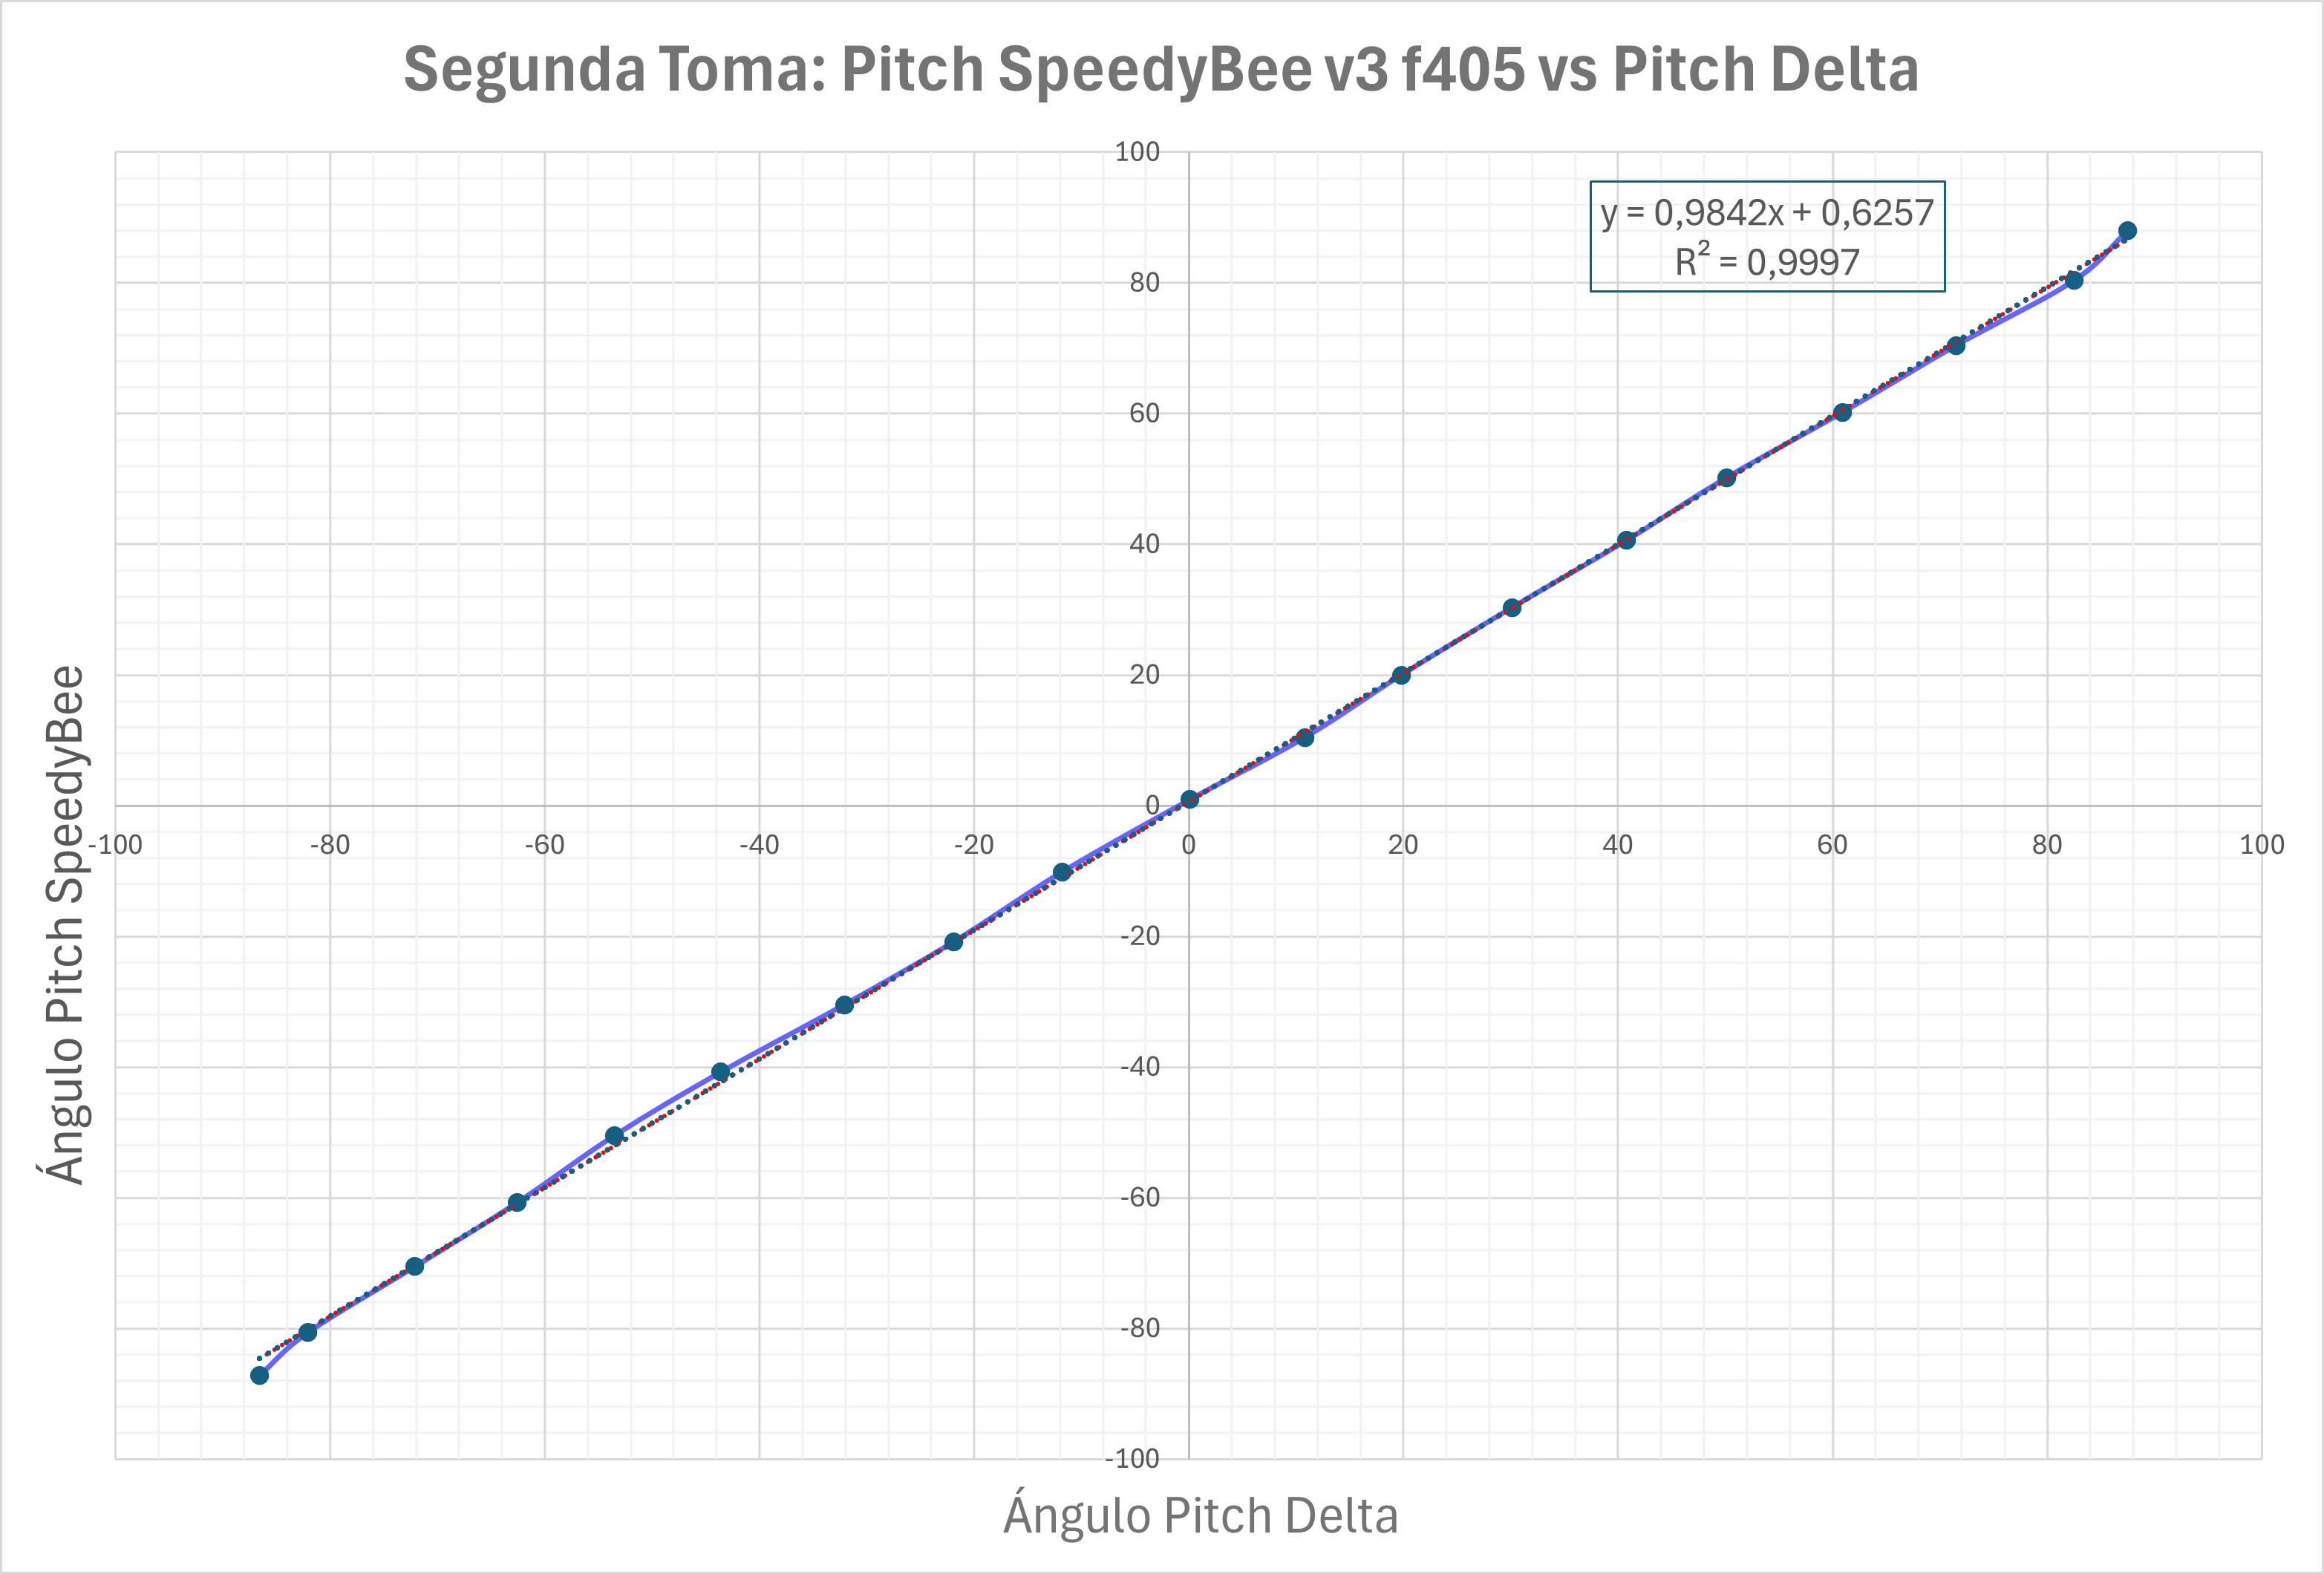 Segunda Toma: Pitch SpeedyBee v3 f405 vs Pitch Delta
y = 0,9842x + 0,6257
R² = 0,9997
100
80
60
40
20
0
-20
-40
-60
-80
-100
-100 -80 -60 -40 -20 0 20 40 60 80 100
Ángulo Pitch SpeedyBee
Ángulo Pitch Delta